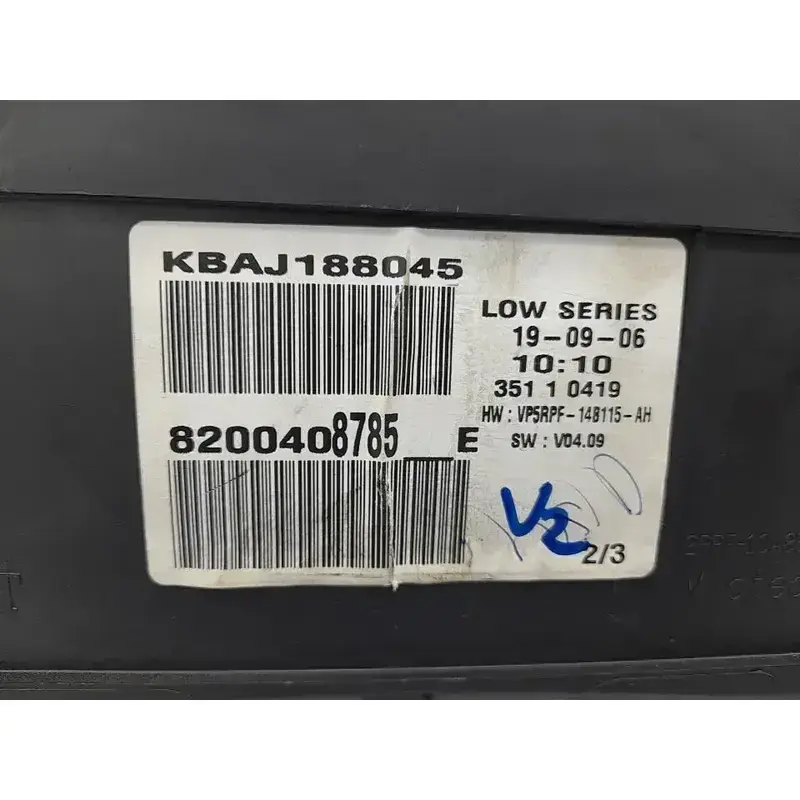 KBAJ188045
LOW SERIES
19-09-06
10:10
351 1 0419
HW : VP5RPF-14B115-AH
SW : V04.09
8200408785__E
V2
2/3